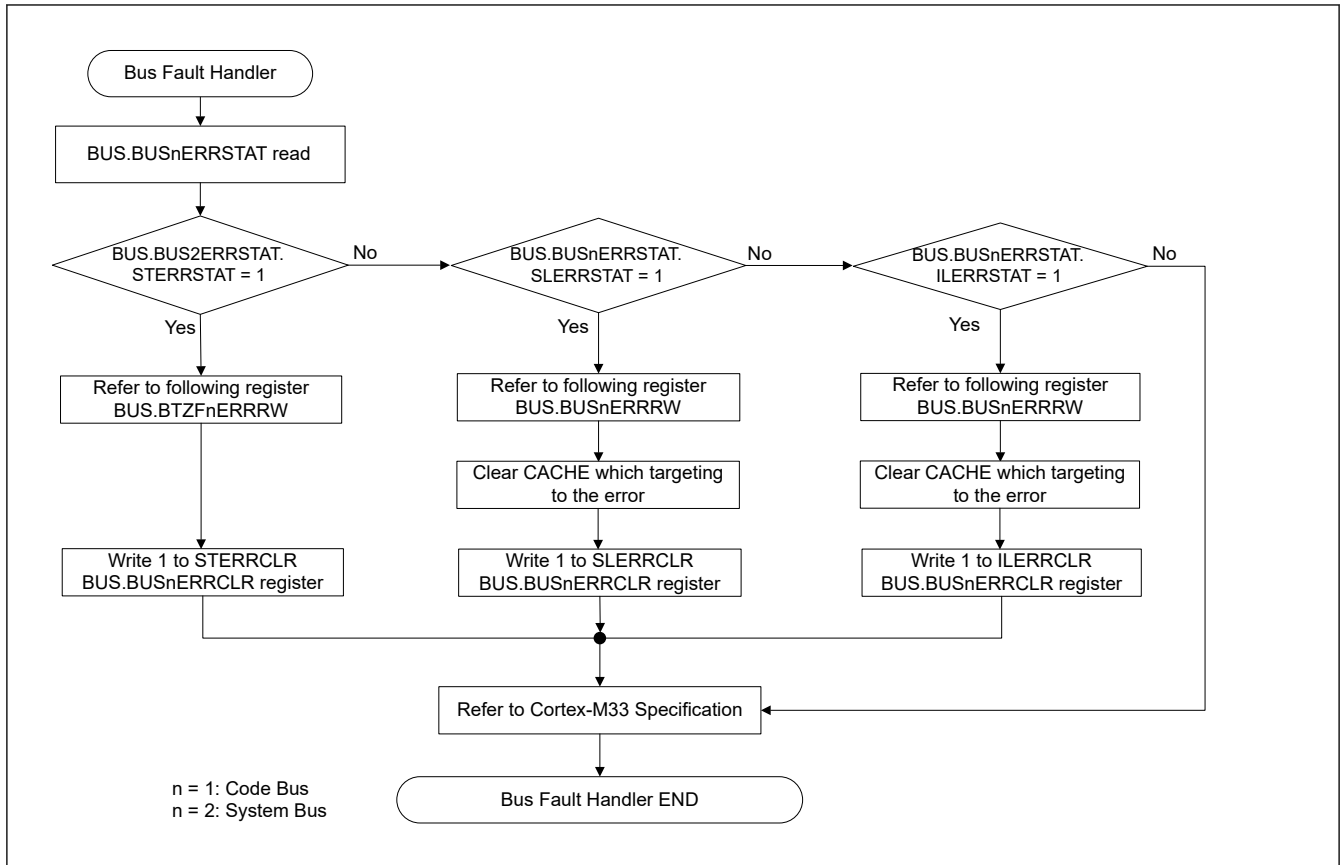 Bus Fault Handler
BUS.BUSnERRSTAT read
BUS.BUS2ERRSTAT.
STERRSTAT = 1
No
Yes
BUS.BUSnERRSTAT.
SLERRSTAT = 1
No
Yes
BUS.BUSnERRSTAT.
ILERRSTAT = 1
No
Yes
Refer to following register
BUS.BTZFnERRRW
Refer to following register
BUS.BUSnERRRW
Refer to following register
BUS.BUSnERRRW
Clear CACHE which targeting
to the error
Clear CACHE which targeting
to the error
Write 1 to STERRCLR
BUS.BUSnERRCLR register
Write 1 to SLERRCLR
BUS.BUSnERRCLR register
Write 1 to ILERRCLR
BUS.BUSnERRCLR register
Refer to Cortex-M33 Specification
n = 1: Code Bus
n = 2: System Bus
Bus Fault Handler END